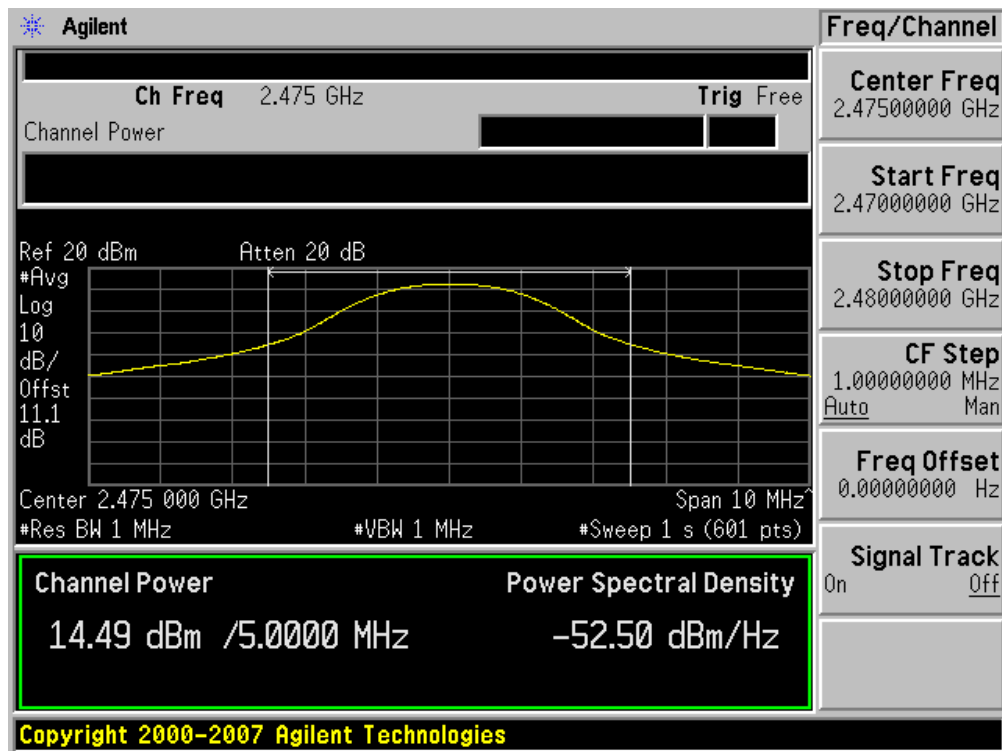 Agilent
Freq/Channel
Ch Freq 2.475 GHz Trig Free
Channel Power
Ref 20 dBm Atten 20 dB
#Avg
Log
10
dB/
Offst
11.1
dB
Center 2.475 000 GHz Span 10 MHz^
#Res BW 1 MHz #VBW 1 MHz #Sweep 1 s (601 pts)
Channel Power Power Spectral Density
14.49 dBm /5.0000 MHz -52.50 dBm/Hz
Center Freq
2.47500000 GHz
Start Freq
2.47000000 GHz
Stop Freq
2.48000000 GHz
CF Step
1.00000000 MHz
Auto Man
Freq Offset
0.00000000 Hz
Signal Track
On Off
Copyright 2000-2007 Agilent Technologies